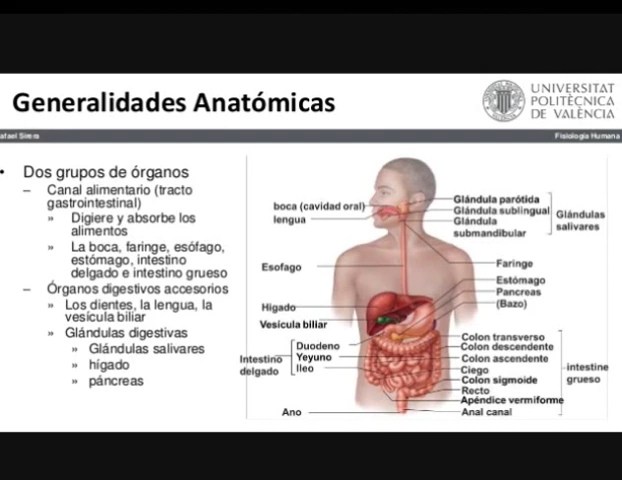 Generalidades Anatómicas
UNIVERSITAT
POLITÈCNICA
DE VALÈNCIA
afael Sirera
Fisiología Humana
• Dos grupos de órganos
– Canal alimentario (tracto
gastrointestinal)
» Digiere y absorbe los
alimentos
» La boca, faringe, esófago,
estómago, intestino
delgado e intestino grueso
– Órganos digestivos accesorios
» Los dientes, la lengua, la
vesícula biliar
» Glándulas digestivas
» Glándulas salivares
» hígado
» páncreas
boca (cavidad oral)
lengua
Esofago
Higado
Vesicula biliar
Intestino
delgado
Duodeno
Yeyuno
Ileo
Ano
Glándula parótida
Glándula sublingual
Glándula
submandibular
Glándulas
salivares
Faringe
Estómago
Pancreas
(Bazo)
Colon transverso
Colon descendente
Colon ascendente
Ciego
Colon sigmoide
Recto
Apéndice vermiforme
Anal canal
intestine
grueso